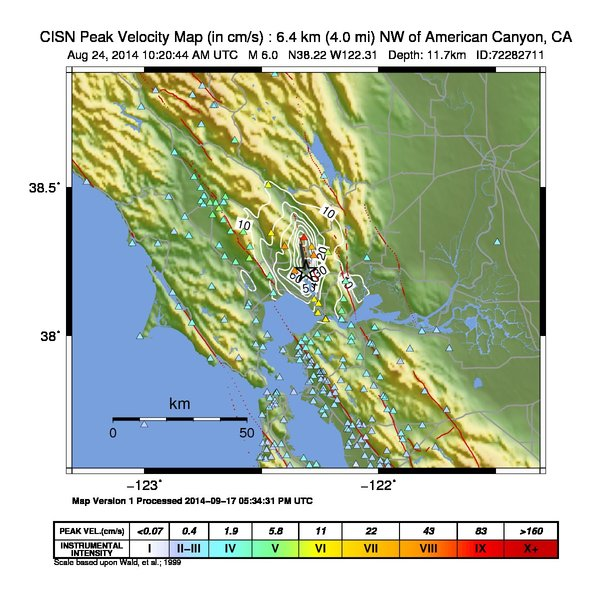 CISN Peak Velocity Map (in cm/s) : 6.4 km (4.0 mi) NW of American Canyon, CA
Aug 24, 2014 10:20:44 AM UTC M 6.0 N38.22 W122.31 Depth: 11.7km ID:72282711
38.5°
10
10
20
30
38°
km
0 50
−123° −122°
Map Version 1 Processed 2014−09−17 05:34:31 PM UTC
PEAK VEL.(cm/s) <0.07 0.4 1.9 5.8 11 22 43 83 >160
INSTRUMENTAL INTENSITY I II−III IV V VI VII VIII IX X+
Scale based upon Wald, et al.; 1999